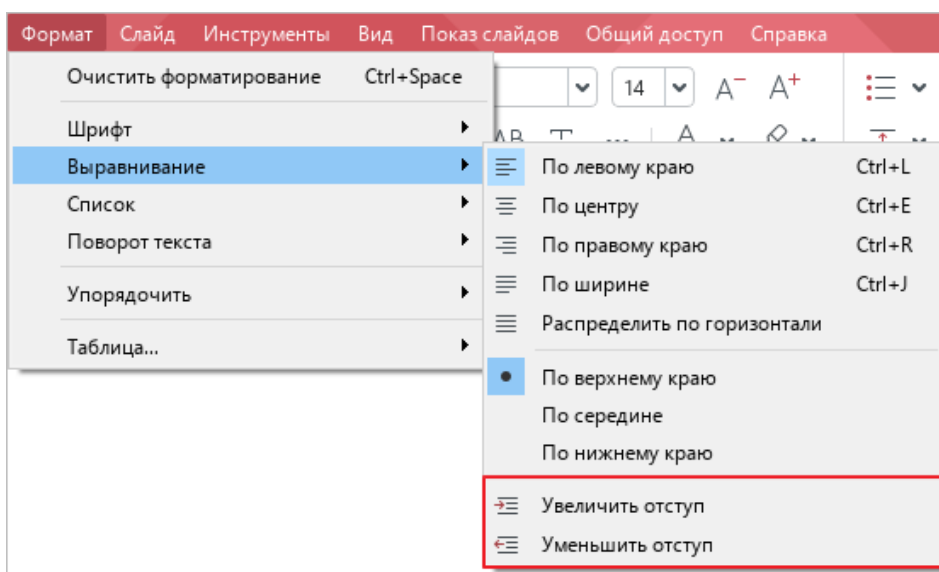 Формат Слайд Инструменты Вид Показ слайдов Общий доступ Справка
Очистить форматирование Ctrl+Space
14 A− A+
Шрифт
Выравнивание
Список
Поворот текста
Упорядочить
Таблица...
По левому краю Ctrl+L
По центру Ctrl+E
По правому краю Ctrl+R
По ширине Ctrl+J
Распределить по горизонтали
По верхнему краю
По середине
По нижнему краю
Увеличить отступ
Уменьшить отступ